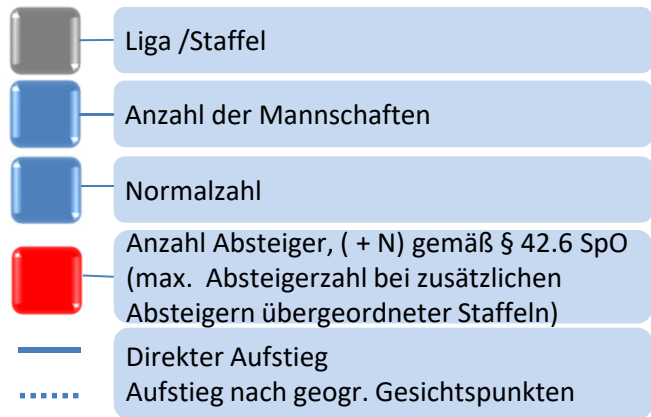 Liga /Staffel
Anzahl der Mannschaften
Normalzahl
Anzahl Absteiger, ( + N) gemäß § 42.6 SpO
(max. Absteigerzahl bei zusätzlichen
Absteigern übergeordneter Staffeln)
Direkter Aufstieg
Aufstieg nach geogr. Gesichtspunkten